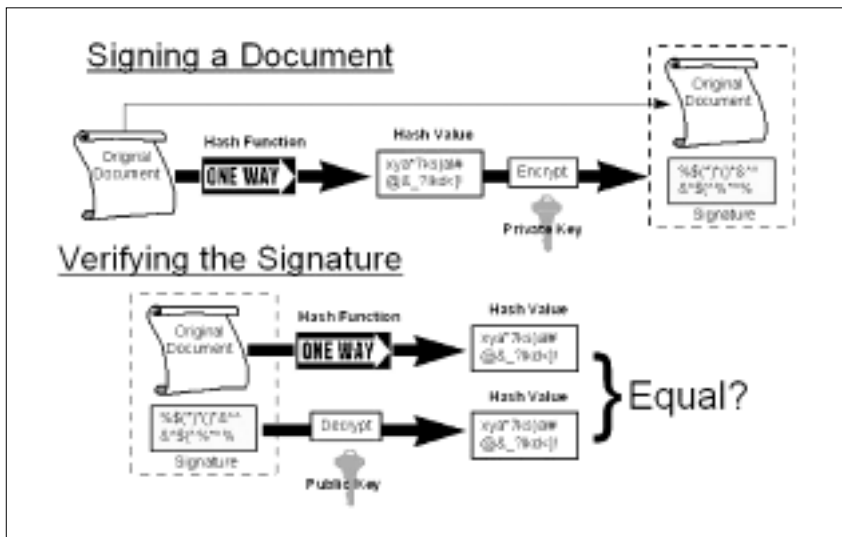 Signing a Document
Original
Document
Hash Function
ONE WAY
Hash Value
Encrypt
Private Key
Original
Document
Signature
Verifying the Signature
Original
Document
Hash Function
ONE WAY
Hash Value
Signature
Decrypt
Public Key
Hash Value
Equal?